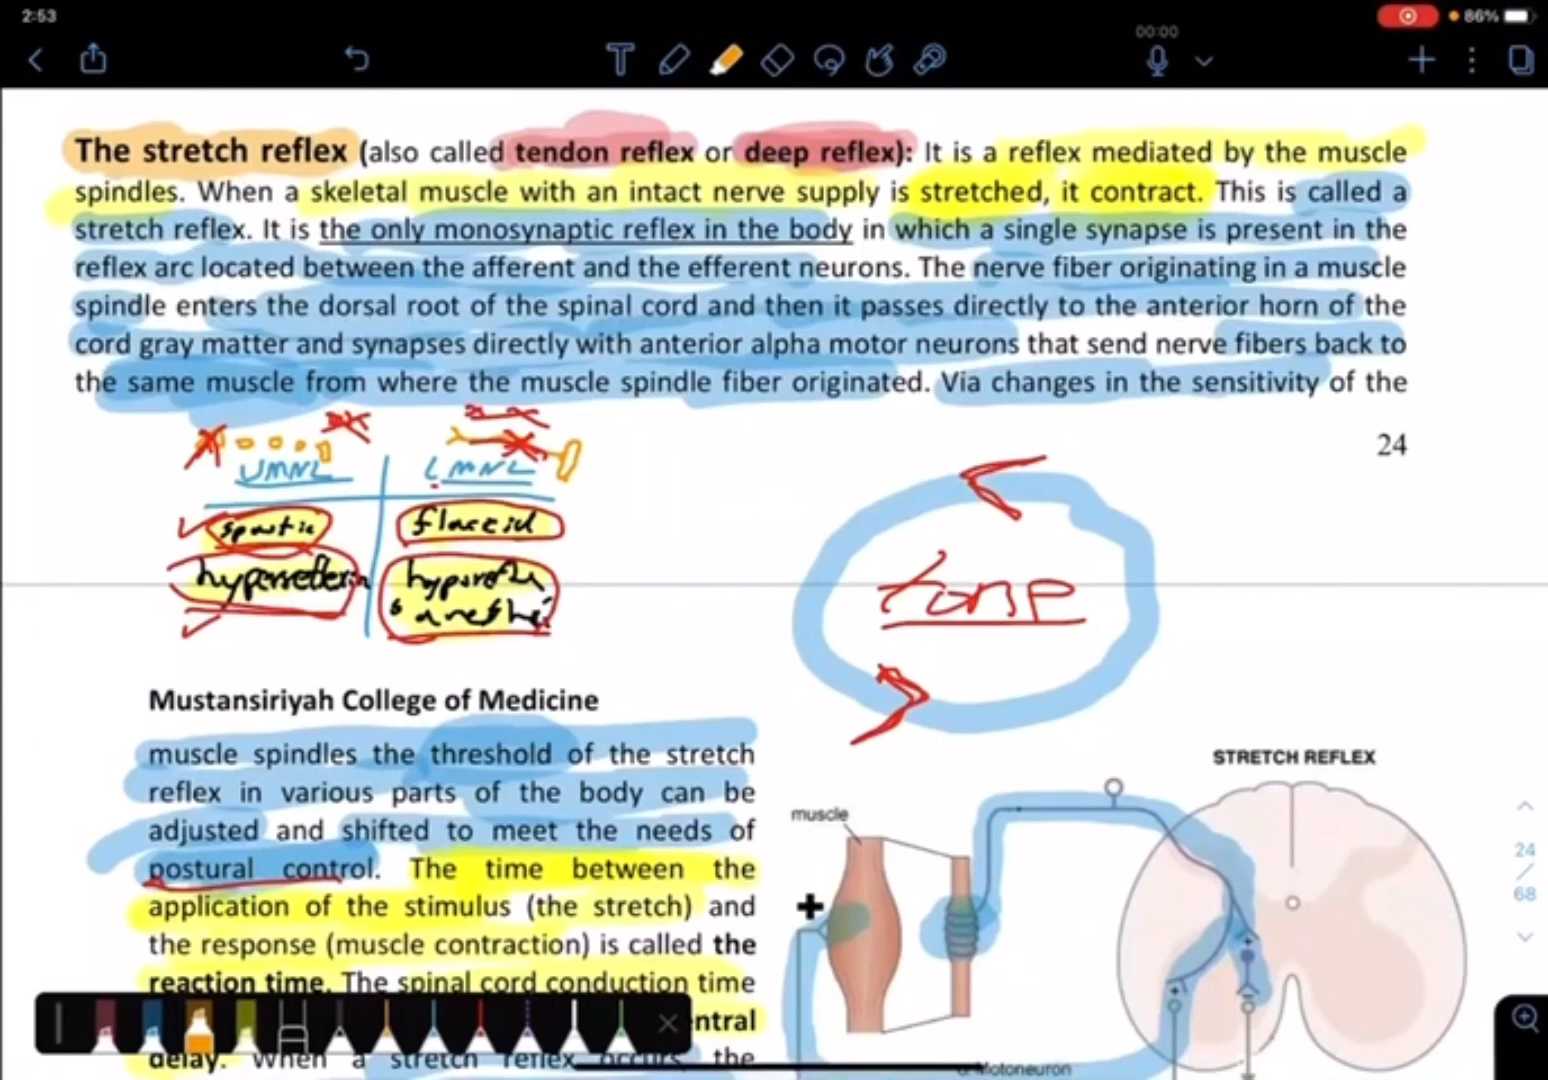 2:53
86%
00:00
The stretch reflex (also called tendon reflex or deep reflex): It is a reflex mediated by the muscle
spindles. When a skeletal muscle with an intact nerve supply is stretched, it contract. This is called a
stretch reflex. It is the only monosynaptic reflex in the body in which a single synapse is present in the
reflex arc located between the afferent and the efferent neurons. The nerve fiber originating in a muscle
spindle enters the dorsal root of the spinal cord and then it passes directly to the anterior horn of the
cord gray matter and synapses directly with anterior alpha motor neurons that send nerve fibers back to
the same muscle from where the muscle spindle fiber originated. Via changes in the sensitivity of the
24
UMNL LMNL
spastic flaccid
tone
Mustansiriyah College of Medicine
muscle spindles the threshold of the stretch
reflex in various parts of the body can be
adjusted and shifted to meet the needs of
postural control. The time between the
application of the stimulus (the stretch) and
the response (muscle contraction) is called the
reaction time. The spinal cord conduction time
ntral
delay. When a stretch reflex occurs, the
STRETCH REFLEX
muscle
+
+
+
Motoneuron
24
/
68